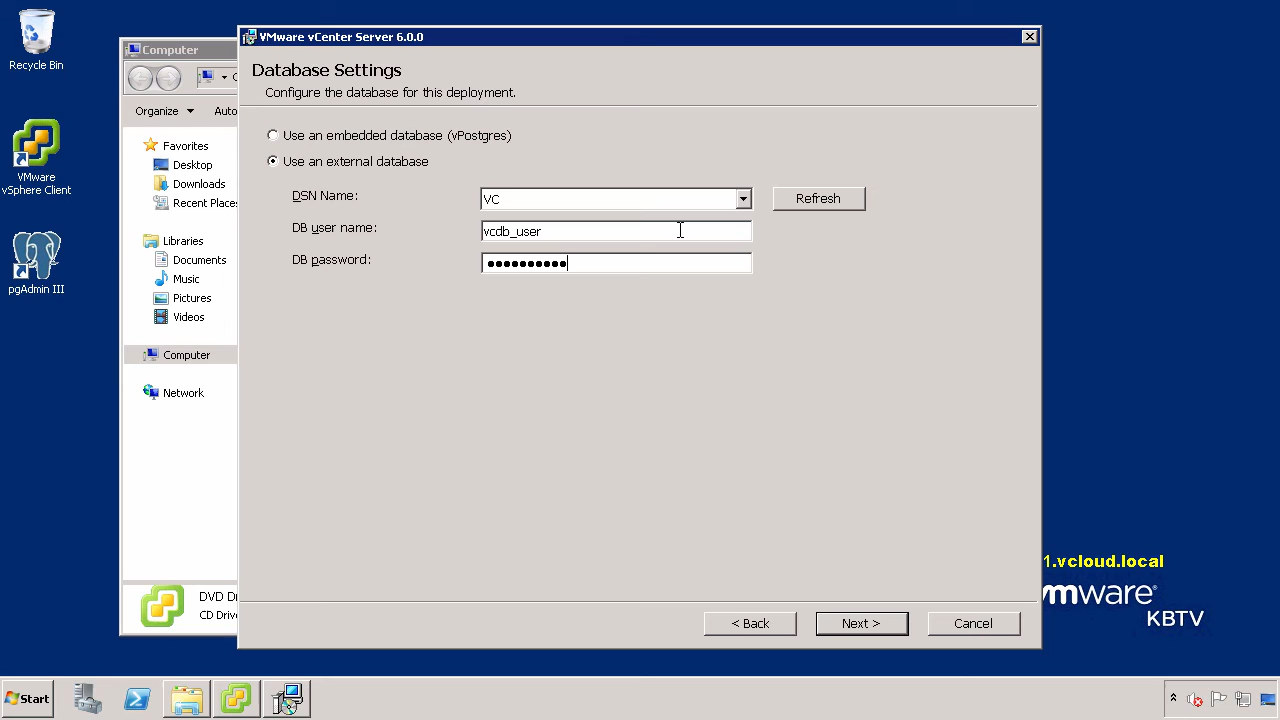 Recycle Bin
VMware
vSphere Client
pgAdmin III
Computer
Organize
Auto
Favorites
Desktop
Downloads
Recent Places
Libraries
Documents
Music
Pictures
Videos
Computer
Network
DVD
CD
VMware vCenter Server 6.0.0
Database Settings
Configure the database for this deployment.
Use an embedded database (vPostgres)
Use an external database
DSN Name:
VC
Refresh
DB user name:
vcdb_user
DB password:
●●●●●●●●●●
< Back
Next >
Cancel
1.vcloud.local
vmware®
KBTV
Start